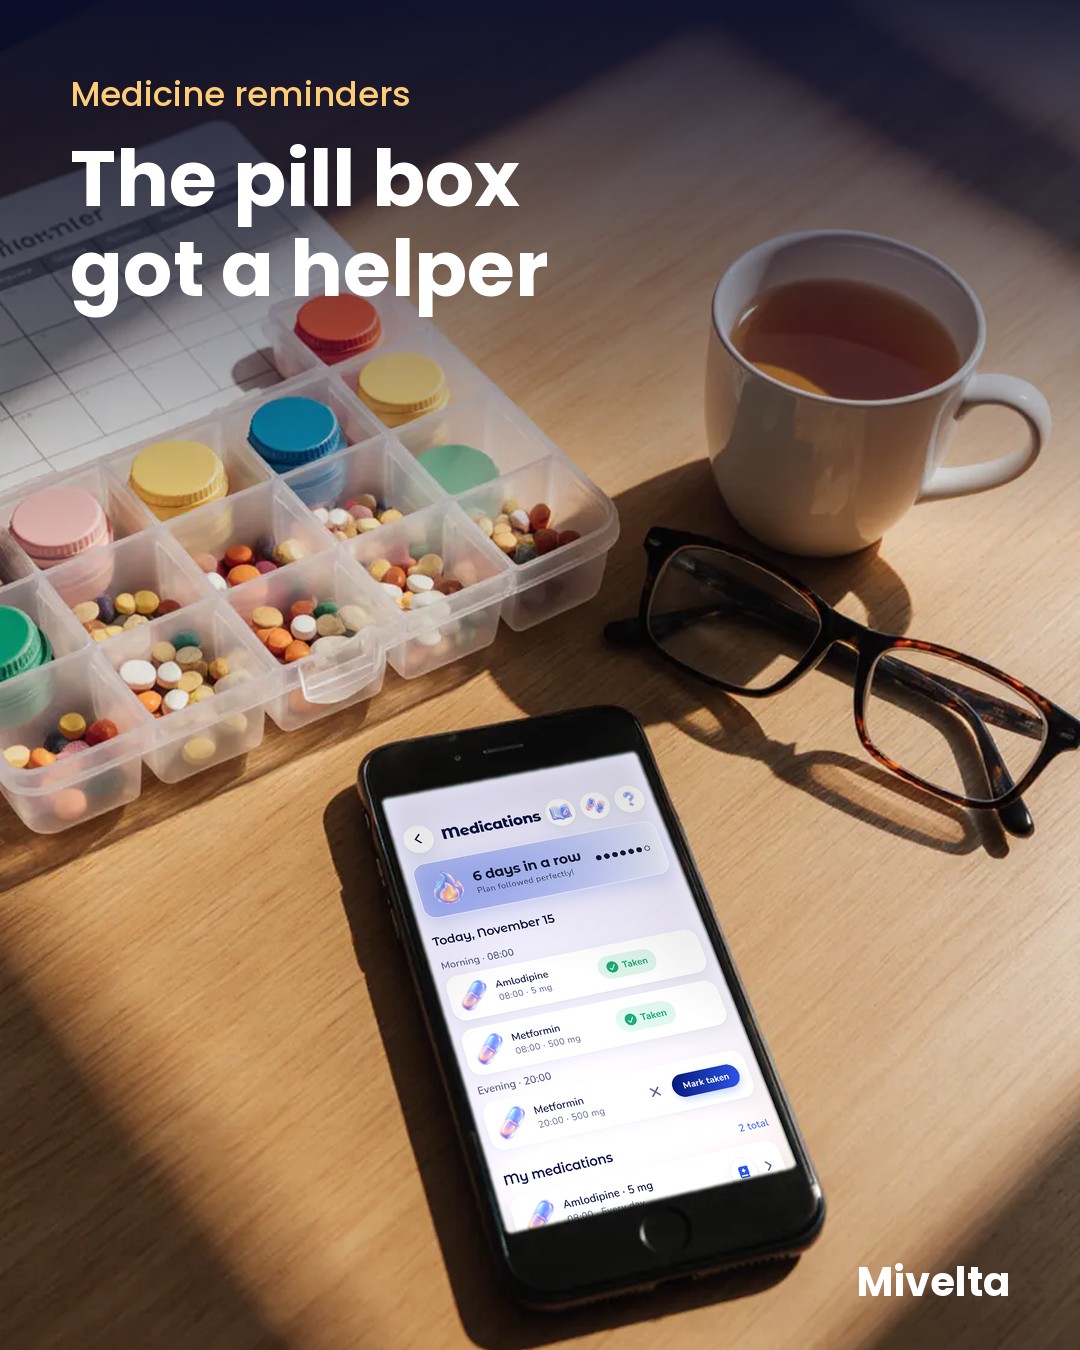 Medicine reminders
The pill box
got a helper
Medications
6 days in a row
Plan followed perfectly!
Today, November 15
Morning · 08:00
Amlodipine
08:00 · 5 mg
Taken
Metformin
08:00 · 500 mg
Taken
Evening · 20:00
Metformin
20:00 · 500 mg
Mark taken
2 total
My medications
Amlodipine · 5 mg
Mivelta